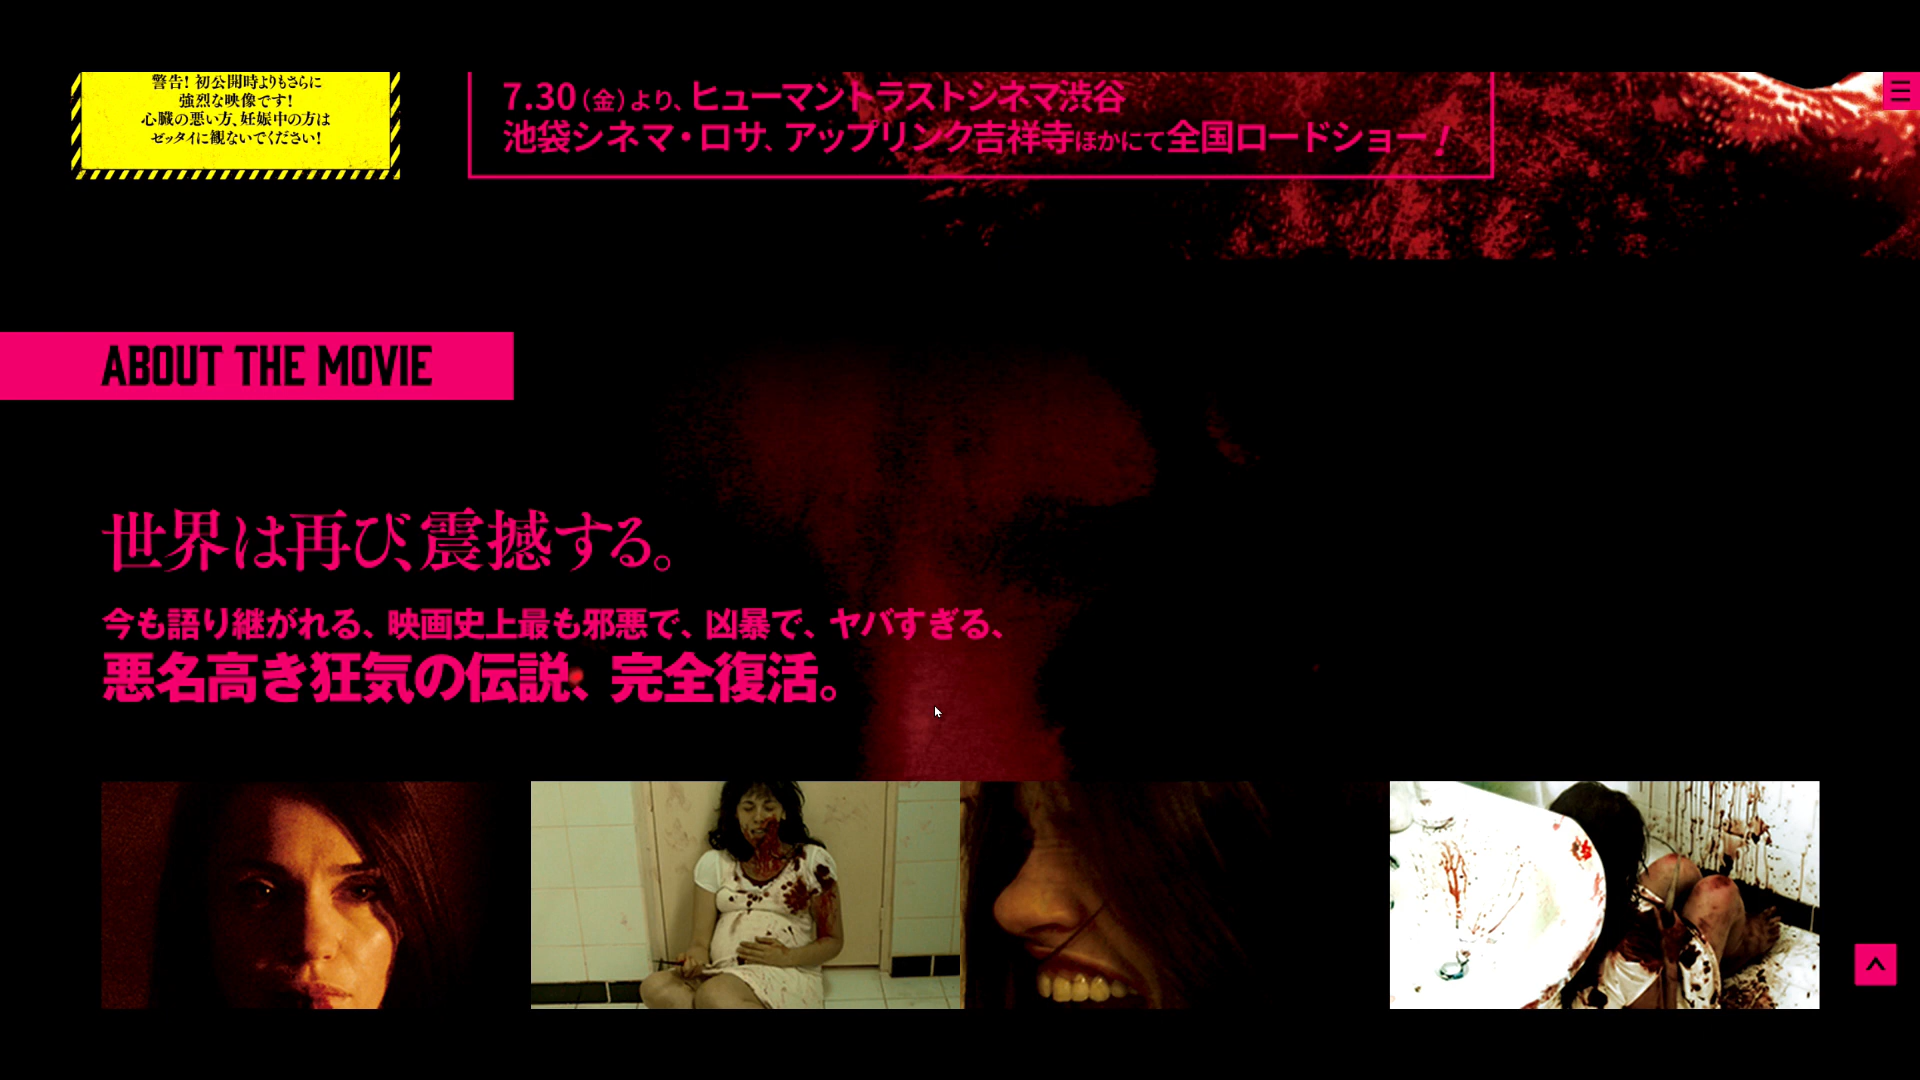 警告！初公開時よりもさらに
強烈な映像です！
心臓の悪い方、妊娠中の方は
ゼッタイに観ないでください！
7.30（金）より、ヒューマントラストシネマ渋谷
池袋シネマ・ロサ、アップリンク吉祥寺ほかにて全国ロードショー！
ABOUT THE MOVIE
世界は再び、震撼する。
今も語り継がれる、映画史上最も邪悪で、凶暴で、ヤバすぎる、
悪名高き狂気の伝説、完全復活。